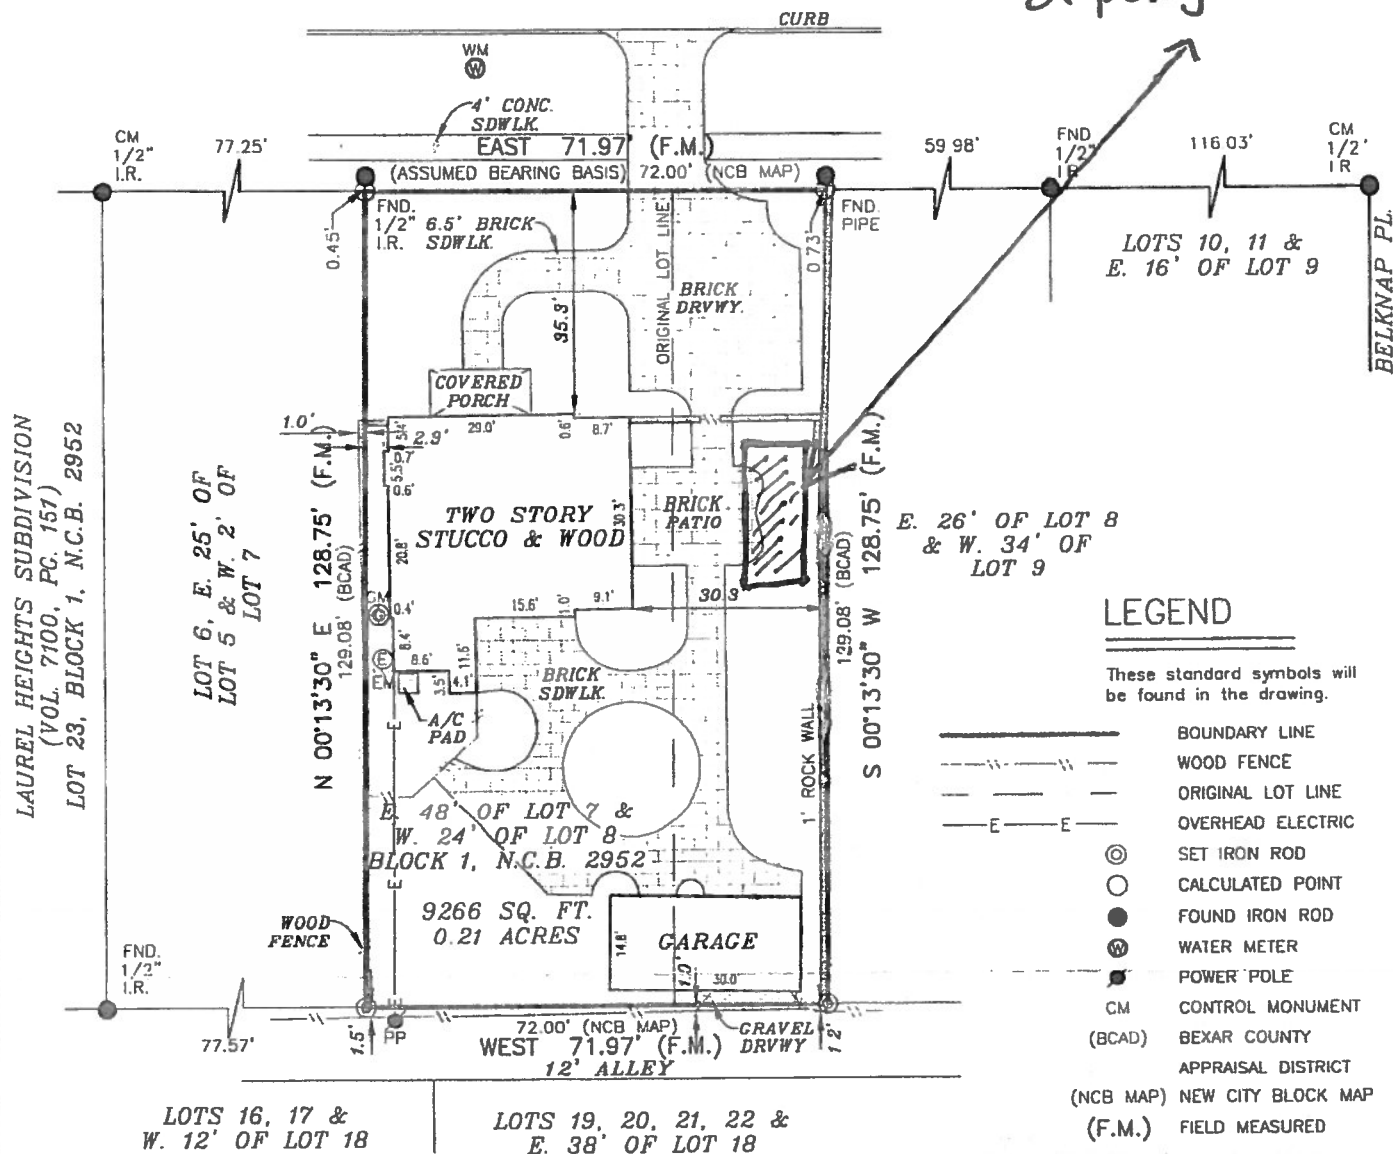 CURB
WM
W
4' CONC.
SDWLK.
EAST 71.97' (F.M.)
(ASSUMED BEARING BASIS) 72.00' (NCB MAP)
CM
1/2"
I.R.
77.25'
59.98'
FND.
1/2"
I.R.
116.03'
CM
1/2'
I.R.
0.45'
FND.
1/2"
I.R.
6.5' BRICK
SDWLK.
ORIGINAL LOT LINE
0.73'
FND.
PIPE
LOTS 10, 11 &
E. 16' OF LOT 9
BELKNAP PL.
BRICK
DRVWY.
35.3'
COVERED
PORCH
1.0'
2.9'
5.4'
29.0'
0.6'
8.7'
0.7'
5.5'
0.6'
TWO STORY
STUCCO & WOOD
30.3'
BRICK
PATIO
20.8'
LAUREL HEIGHTS SUBDIVISION
(VOL. 7100, PG. 151)
LOT 23, BLOCK 1, N.C.B. 2952
LOT 6, E. 25' OF
LOT 5 & W. 2' OF
LOT 7
N 00°13'30" E 128.75' (F.M.)
129.08' (BCAD)
S 00°13'30" W 128.75' (F.M.)
129.08' (BCAD)
E. 26' OF LOT 8
& W. 34' OF
LOT 9
GM
G
0.4'
15.6'
1.0'
9.1'
30.3
8.4'
8.6'
11.6'
3.5'
4.1'
E
EM
A/C
PAD
BRICK
SDWLK.
1' ROCK WALL
E
E. 48' OF LOT 7 &
W. 24' OF LOT 8
BLOCK 1, N.C.B. 2952
E
9266 SQ. FT.
0.21 ACRES
WOOD
FENCE
14.8'
GARAGE
1.0'
30.0'
FND.
1/2"
I.R.
E
77.57'
1.5'
PP
72.00' (NCB MAP)
WEST 71.97' (F.M.)
12' ALLEY
GRAVEL
DRVWY
1.2'
LOTS 16, 17 &
W. 12' OF LOT 18
LOTS 19, 20, 21, 22 &
E. 38' OF LOT 18
LEGEND
These standard symbols will
be found in the drawing.
BOUNDARY LINE
WOOD FENCE
ORIGINAL LOT LINE
E E OVERHEAD ELECTRIC
SET IRON ROD
CALCULATED POINT
FOUND IRON ROD
W WATER METER
POWER POLE
CM CONTROL MONUMENT
(BCAD) BEXAR COUNTY
APPRAISAL DISTRICT
(NCB MAP) NEW CITY BLOCK MAP
(F.M.) FIELD MEASURED